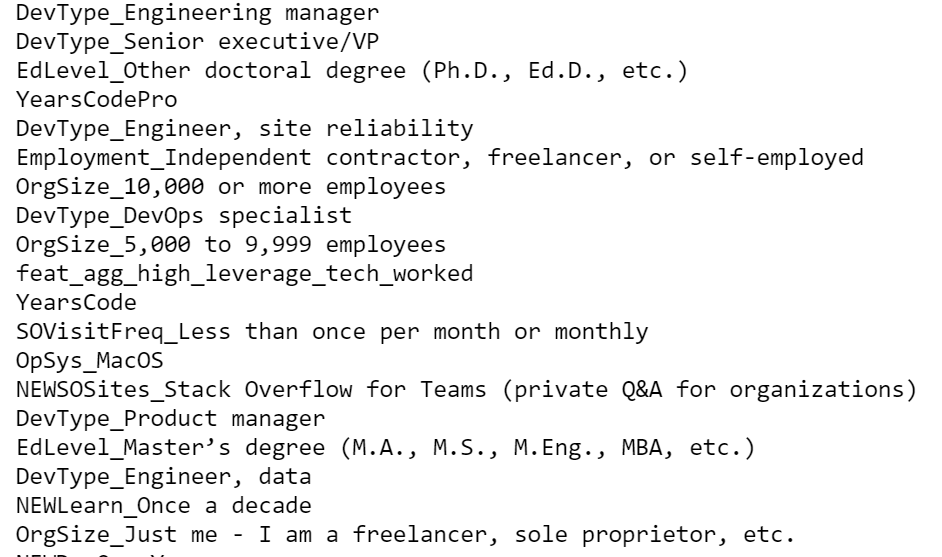 DevType_Engineering manager
DevType_Senior executive/VP
EdLevel_Other doctoral degree (Ph.D., Ed.D., etc.)
YearsCodePro
DevType_Engineer, site reliability
Employment_Independent contractor, freelancer, or self-employed
OrgSize_10,000 or more employees
DevType_DevOps specialist
OrgSize_5,000 to 9,999 employees
feat_agg_high_leverage_tech_worked
YearsCode
SOVisitFreq_Less than once per month or monthly
OpSys_MacOS
NEWSOSites_Stack Overflow for Teams (private Q&A for organizations)
DevType_Product manager
EdLevel_Master’s degree (M.A., M.S., M.Eng., MBA, etc.)
DevType_Engineer, data
NEWLearn_Once a decade
OrgSize_Just me - I am a freelancer, sole proprietor, etc.